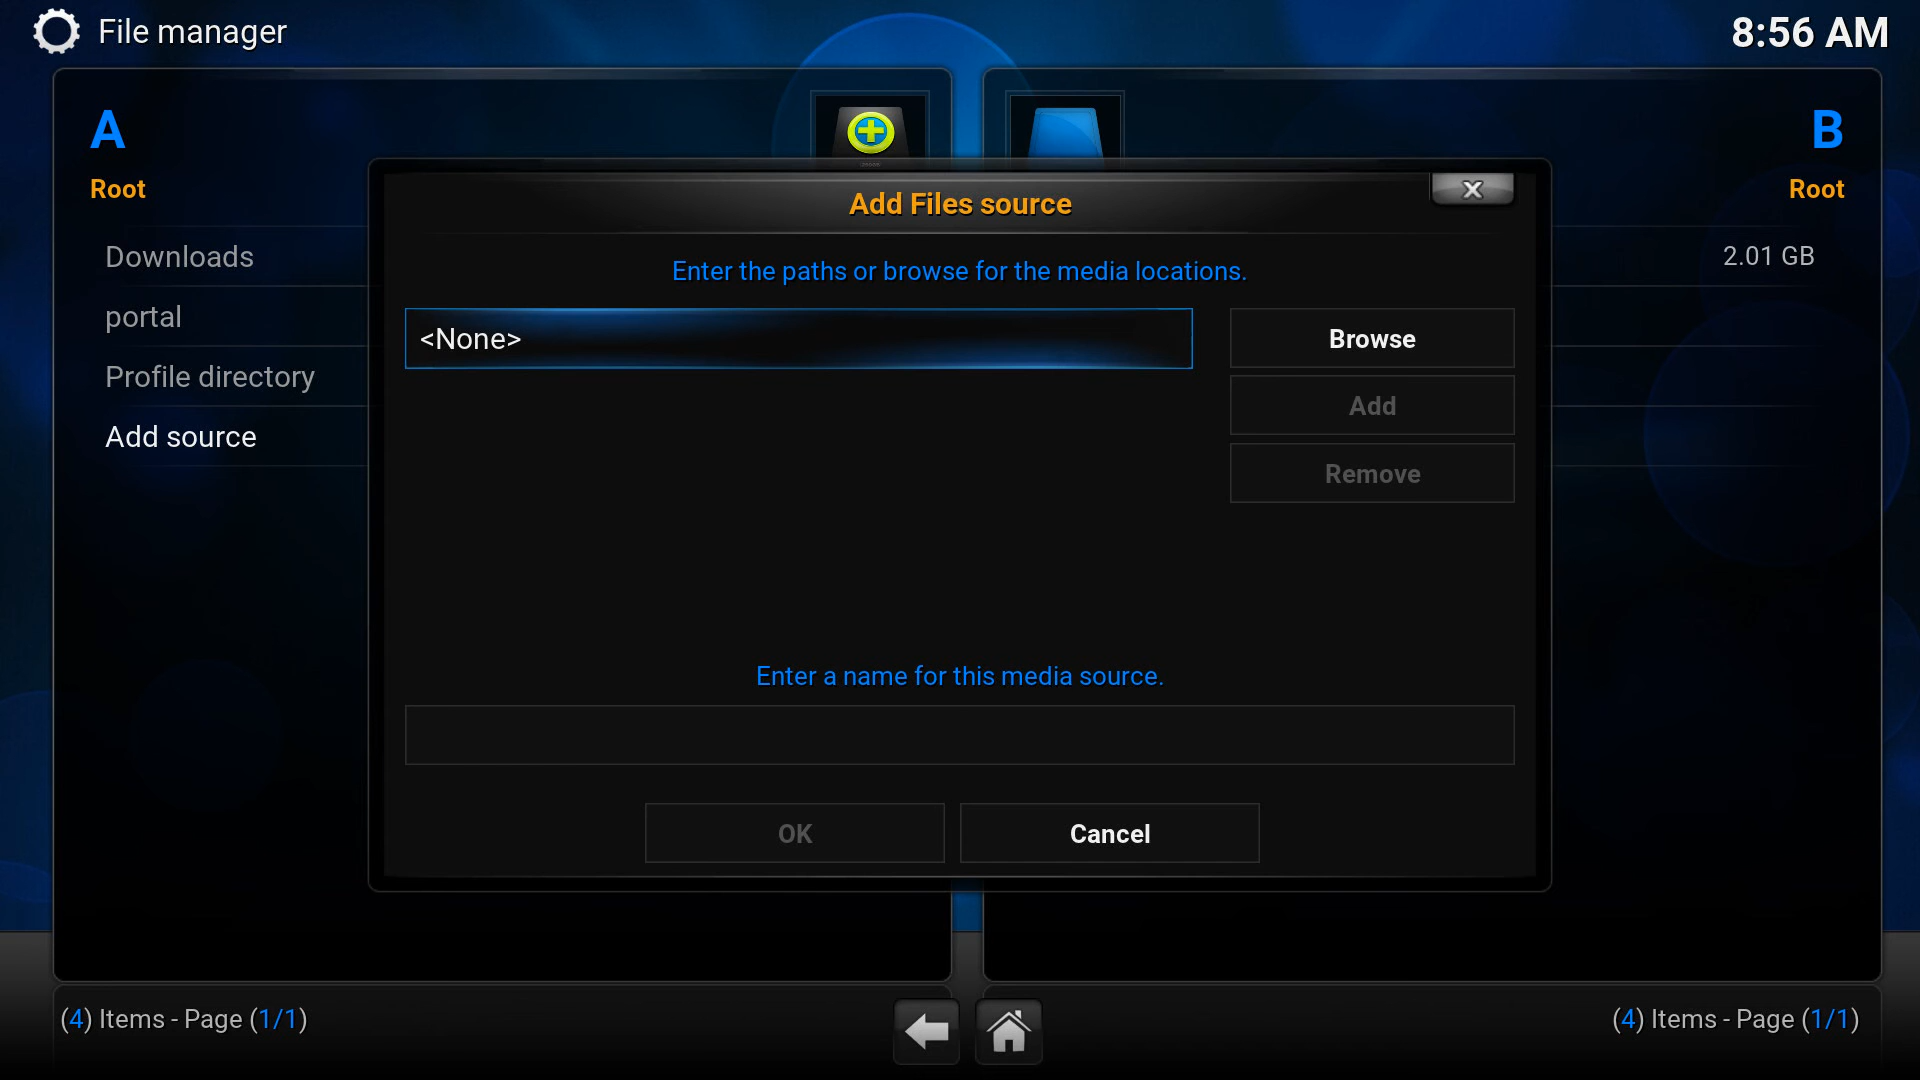 File manager
8:56 AM
A
B
Root
Root
Add Files source
Downloads
2.01 GB
Enter the paths or browse for the media locations.
portal
<None>
Browse
Profile directory
Add
Add source
Remove
Enter a name for this media source.
OK
Cancel
(4) Items - Page (1/1)
(4) Items - Page (1/1)